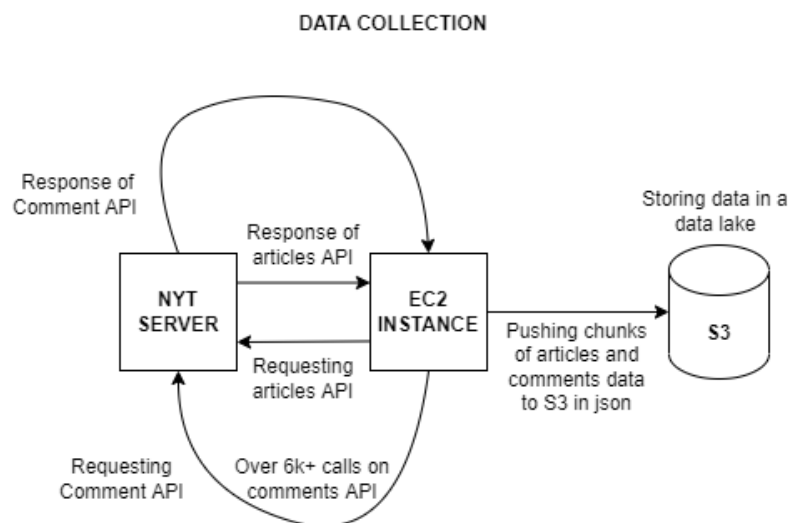 DATA COLLECTION
Response of
Comment API
Storing data in a
data lake
Response of
articles API
NYT
SERVER
EC2
INSTANCE
S3
Requesting
articles API
Pushing chunks
of articles and
comments data
to S3 in json
Requesting
Comment API
Over 6k+ calls on
comments API